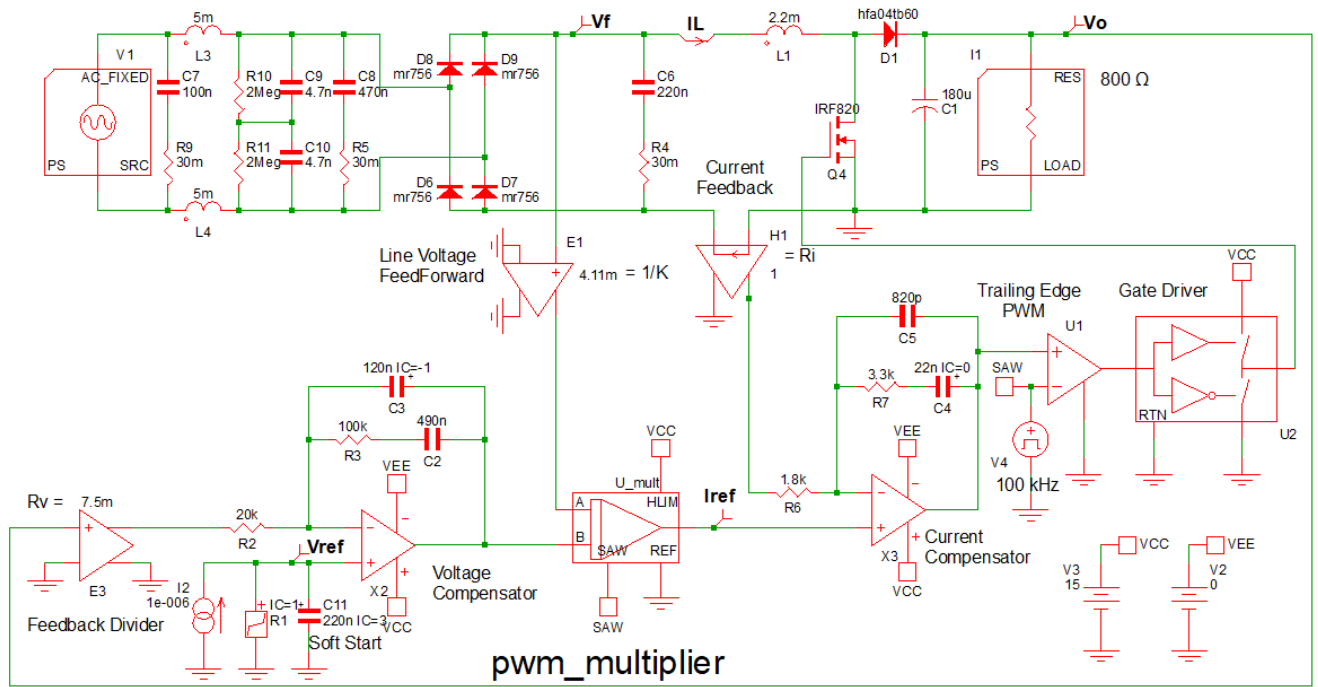 5m
L3
V1
AC_FIXED
PS
SRC
C7
100n
R9
30m
5m
L4
R10
2Meg
R11
2Meg
C9
4.7n
C10
4.7n
C8
470n
R5
30m
D8
mr756
D9
mr756
D6
mr756
D7
mr756
Vf
IL
2.2m
L1
hfa04tb60
D1
Vo
C6
220n
R4
30m
IRF820
Q4
180u
C1
I1
RES
PS
LOAD
800 Ω
Current
Feedback
H1
1
= Ri
Line Voltage
FeedForward
E1
4.11m
= 1/K
820p
C5
3.3k
R7
22n IC=0
C4
Trailing Edge
PWM
U1
Gate Driver
VCC
RTN
U2
SAW
V4
100 kHz
120n IC=-1
C3
100k
R3
490n
C2
VEE
VCC
X2
Voltage
Compensator
Rv =
7.5m
E3
Feedback Divider
20k
R2
Vref
I2
1e-006
IC=1
R1
C11
220n IC=3
Soft Start
VCC
U_mult
HLIM
A
B
SAW
REF
SAW
Iref
1.8k
R6
VEE
X3
VCC
Current
Compensator
VCC
V3
15
VEE
V2
0
pwm_multiplier